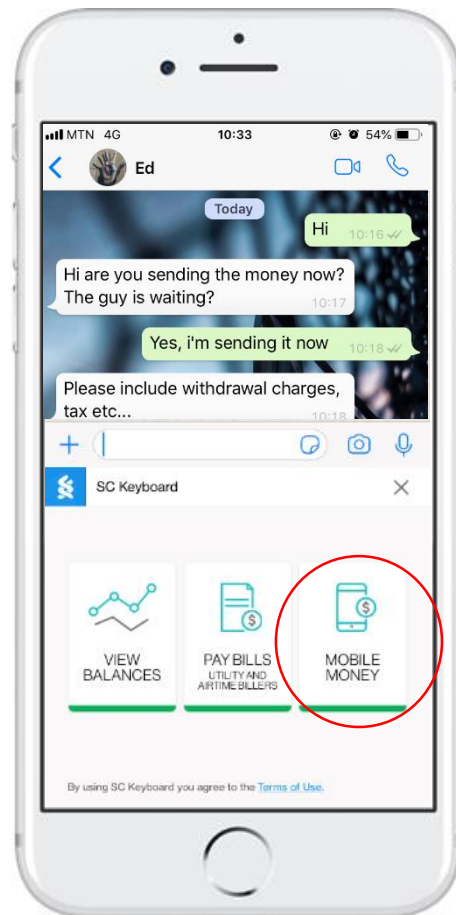 MTN 4G 10:33 54%
Ed
Today
Hi 10:16
Hi are you sending the money now?
The guy is waiting? 10:17
Yes, i'm sending it now 10:18
Please include withdrawal charges,
tax etc... 10:18
SC Keyboard
VIEW
BALANCES
PAY BILLS
UTILITY AND
AIRTIME BILLERS
MOBILE
MONEY
By using SC Keyboard you agree to the Terms of Use.